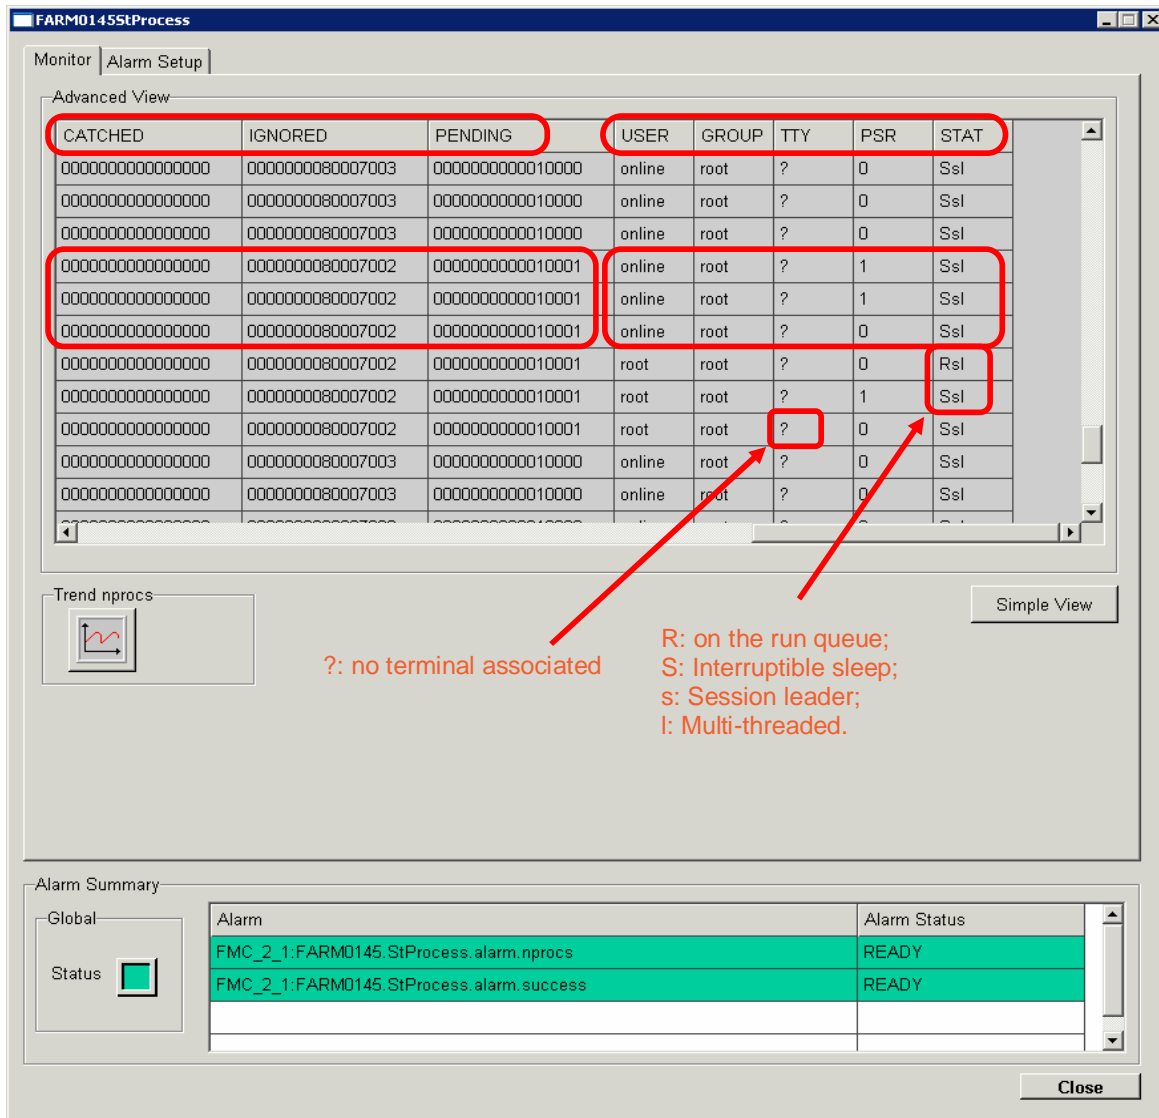 FARM0145StProcess
Monitor Alarm Setup
Advanced View
CATCHED IGNORED PENDING USER GROUP TTY PSR STAT
0000000000000000 0000000080007003 0000000000010000 online root ? 0 Ssl
0000000000000000 0000000080007003 0000000000010000 online root ? 0 Ssl
0000000000000000 0000000080007003 0000000000010000 online root ? 0 Ssl
0000000000000000 0000000080007002 0000000000010001 online root ? 1 Ssl
0000000000000000 0000000080007002 0000000000010001 online root ? 1 Ssl
0000000000000000 0000000080007002 0000000000010001 online root ? 0 Ssl
0000000000000000 0000000080007002 0000000000010001 root root ? 0 Rsl
0000000000000000 0000000080007002 0000000000010001 root root ? 1 Ssl
0000000000000000 0000000080007002 0000000000010001 root root ? 0 Ssl
0000000000000000 0000000080007003 0000000000010000 online root ? 0 Ssl
0000000000000000 0000000080007003 0000000000010000 online root ? 0 Ssl
Trend nprocs
Simple View
?: no terminal associated
R: on the run queue;
S: Interruptible sleep;
s: Session leader;
l: Multi-threaded.
Alarm Summary
Global
Status
Alarm Alarm Status
FMC_2_1:FARM0145.StProcess.alarm.nprocs READY
FMC_2_1:FARM0145.StProcess.alarm.success READY
Close